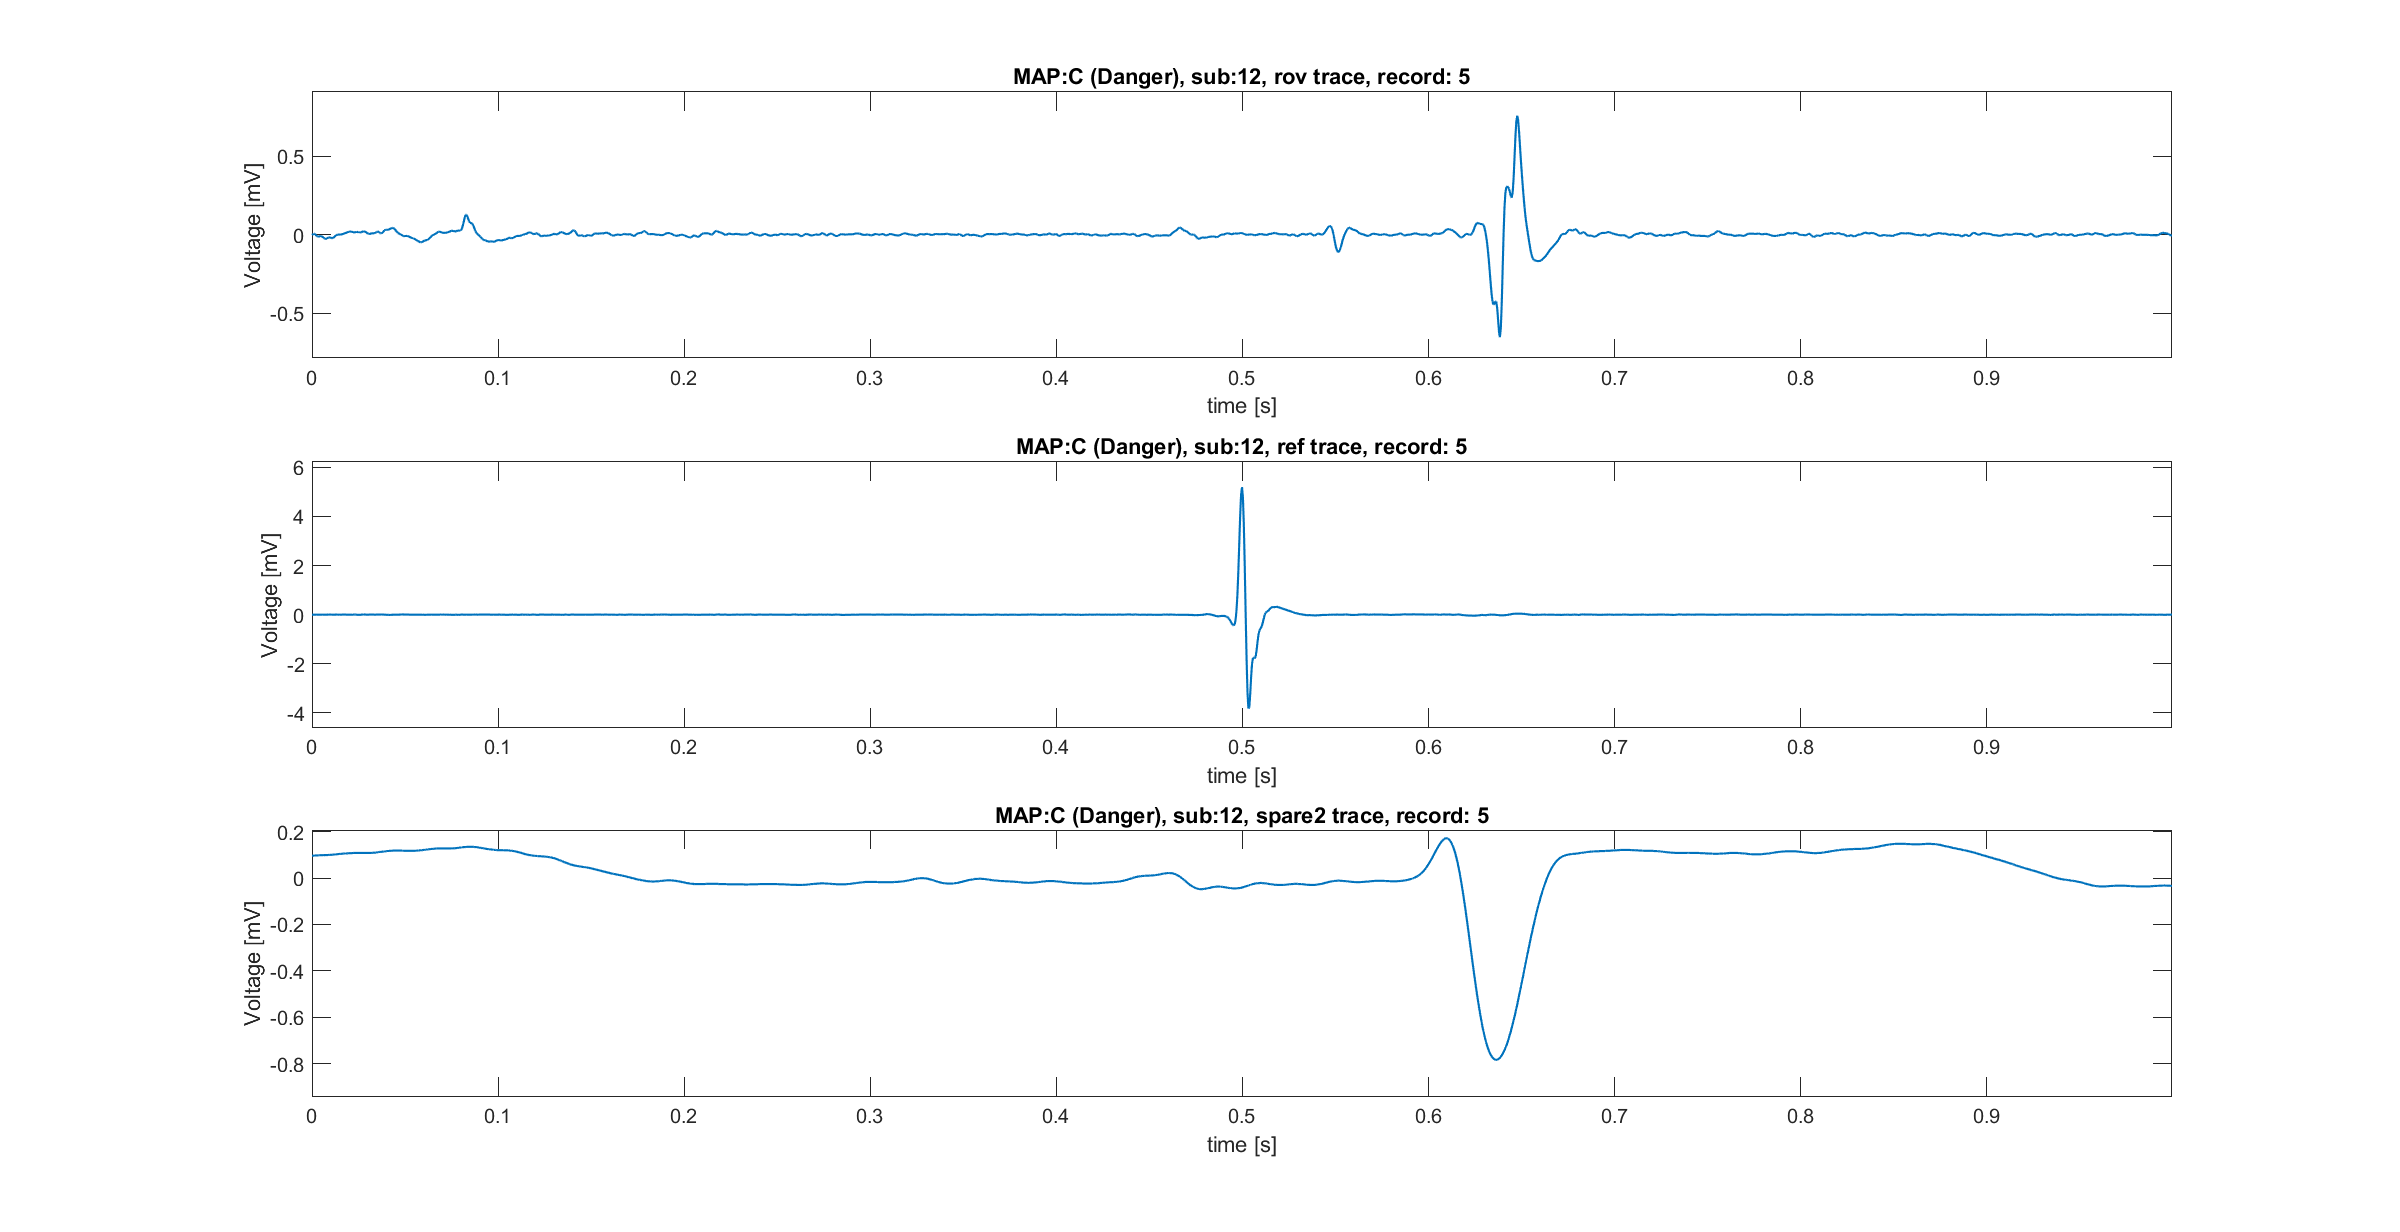 MAP:C (Danger), sub:12, rov trace, record: 5
Voltage [mV]
0.5
0
-0.5
0 0.1 0.2 0.3 0.4 0.5 0.6 0.7 0.8 0.9
time [s]
MAP:C (Danger), sub:12, ref trace, record: 5
Voltage [mV]
6
4
2
0
-2
-4
0 0.1 0.2 0.3 0.4 0.5 0.6 0.7 0.8 0.9
time [s]
MAP:C (Danger), sub:12, spare2 trace, record: 5
Voltage [mV]
0.2
0
-0.2
-0.4
-0.6
-0.8
0 0.1 0.2 0.3 0.4 0.5 0.6 0.7 0.8 0.9
time [s]